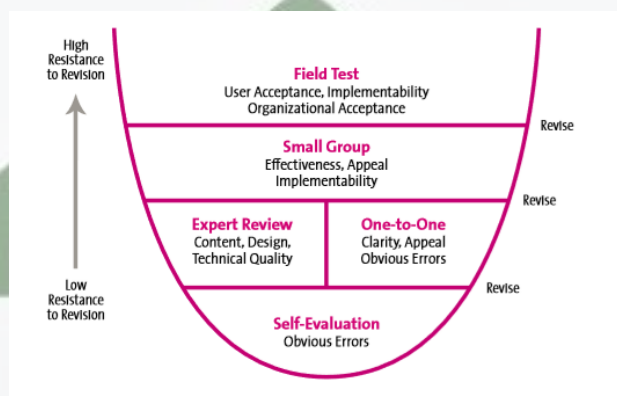 High
Resistance
to Revision
Field Test
User Acceptance, Implementability
Organizational Acceptance
Revise
Small Group
Effectiveness, Appeal
Implementability
Revise
Expert Review
Content, Design,
Technical Quality
One-to-One
Clarity, Appeal
Obvious Errors
Low
Resistance
to Revision
Revise
Self-Evaluation
Obvious Errors